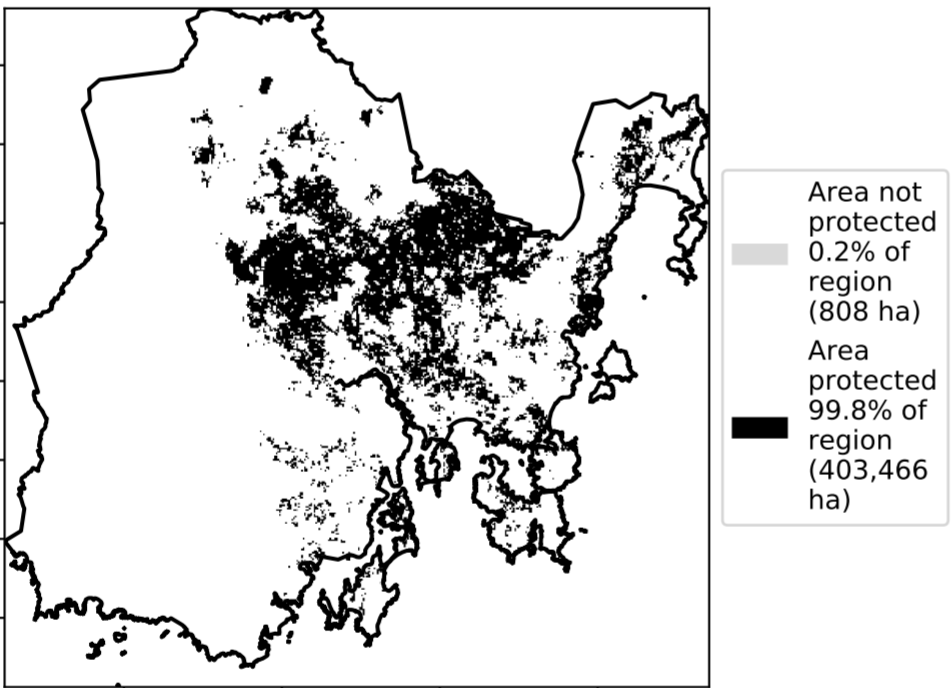 Area not
protected
0.2% of
region
(808 ha)
Area
protected
99.8% of
region
(403,466
ha)